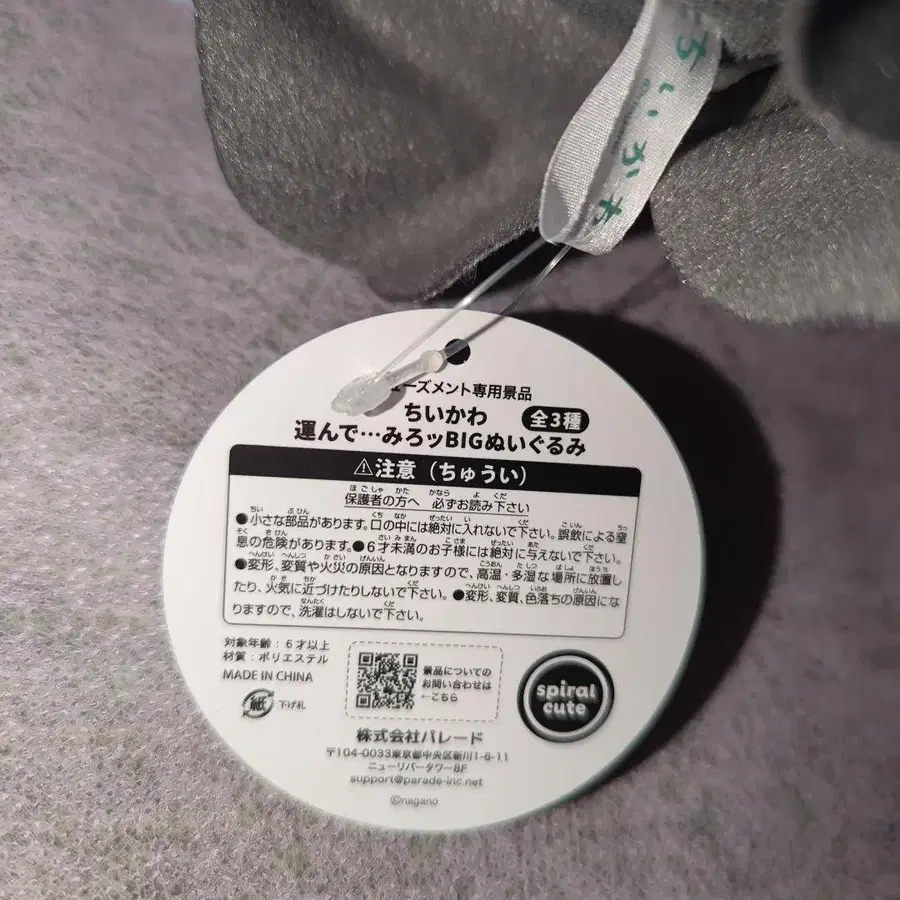 ちいかわ
ューズメント専用景品
ちいかわ 全3種
運んで…みろッBIGぬいぐるみ
⚠注意（ちゅうい）
保護者の方へ 必ずお読み下さい
●小さな部品があります。口の中には絶対に入れないで下さい。誤飲による窒
息の危険があります。●6才未満のお子様には絶対に与えないで下さい。
●変形、変質や火災の原因となりますので、高温・多湿な場所に放置し
たり、火気に近づけたりしないで下さい。●変形、変質、色落ちの原因にな
りますので、洗濯はしないで下さい。
対象年齢：6才以上
材質：ポリエステル
MADE IN CHINA
紙 下げ札
景品についての
お問い合わせは
←こちら
spiral
cute
株式会社パレード
〒104-0033東京都中央区新川1-6-11
ニューリバータワー8F
support@parade-inc.net
©nagano